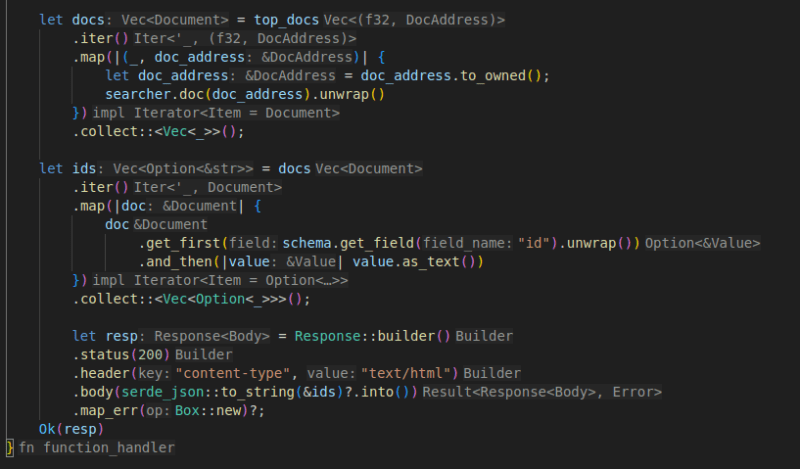 let docs: Vec<Document> = top_docs Vec<(f32, DocAddress)>
.iter() Iter<'_, (f32, DocAddress)>
.map(|(_, doc_address: &DocAddress)| {
let doc_address: &DocAddress = doc_address.to_owned();
searcher.doc(doc_address).unwrap()
}) impl Iterator<Item = Document>
.collect::<Vec<_>>();
let ids: Vec<Option<&str>> = docs Vec<Document>
.iter() Iter<'_, Document>
.map(|doc: &Document| {
doc &Document
.get_first(field: schema.get_field(field_name: "id").unwrap()) Option<&Value>
.and_then(|value: &Value| value.as_text())
}) impl Iterator<Item = Option<…>>
.collect::<Vec<Option<_>>>();
let resp: Response<Body> = Response::builder() Builder
.status(200) Builder
.header(key: "content-type", value: "text/html") Builder
.body(serde_json::to_string(&ids)?.into()) Result<Response<Body>, Error>
.map_err(op: Box::new)?;
Ok(resp)
} fn function_handler